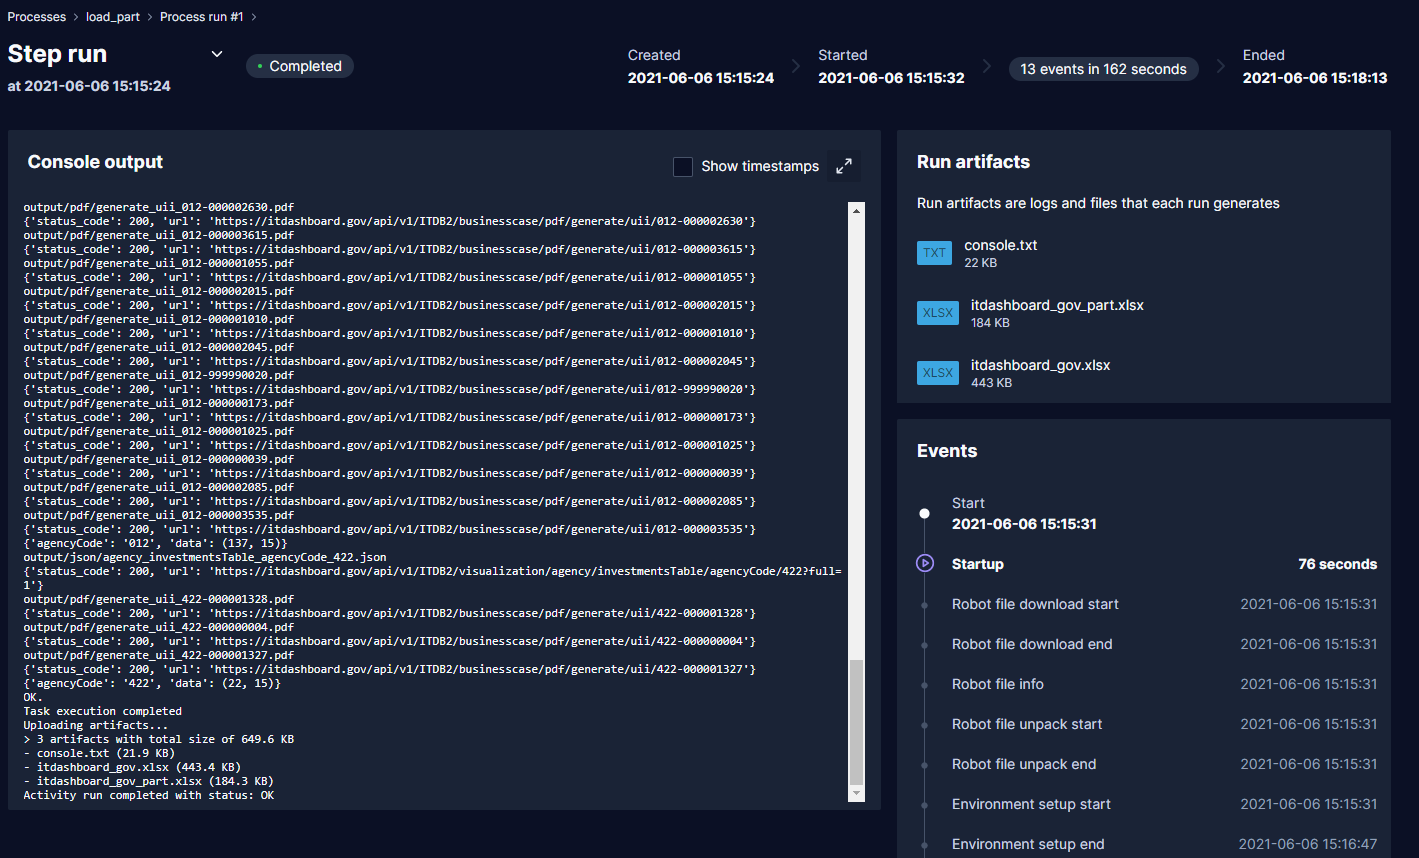 Processes > load_part > Process run #1 >
Step run
at 2021-06-06 15:15:24
Completed
Created
2021-06-06 15:15:24
Started
2021-06-06 15:15:32
13 events in 162 seconds
Ended
2021-06-06 15:18:13
Console output
Show timestamps
output/pdf/generate_uii_012-000002630.pdf
{'status_code': 200, 'url': 'https://itdashboard.gov/api/v1/ITDB2/businesscase/pdf/generate/uii/012-000002630'}
output/pdf/generate_uii_012-000003615.pdf
{'status_code': 200, 'url': 'https://itdashboard.gov/api/v1/ITDB2/businesscase/pdf/generate/uii/012-000003615'}
output/pdf/generate_uii_012-000001055.pdf
{'status_code': 200, 'url': 'https://itdashboard.gov/api/v1/ITDB2/businesscase/pdf/generate/uii/012-000001055'}
output/pdf/generate_uii_012-000002015.pdf
{'status_code': 200, 'url': 'https://itdashboard.gov/api/v1/ITDB2/businesscase/pdf/generate/uii/012-000002015'}
output/pdf/generate_uii_012-000001010.pdf
{'status_code': 200, 'url': 'https://itdashboard.gov/api/v1/ITDB2/businesscase/pdf/generate/uii/012-000001010'}
output/pdf/generate_uii_012-000002045.pdf
{'status_code': 200, 'url': 'https://itdashboard.gov/api/v1/ITDB2/businesscase/pdf/generate/uii/012-000002045'}
output/pdf/generate_uii_012-999990020.pdf
{'status_code': 200, 'url': 'https://itdashboard.gov/api/v1/ITDB2/businesscase/pdf/generate/uii/012-999990020'}
output/pdf/generate_uii_012-000000173.pdf
{'status_code': 200, 'url': 'https://itdashboard.gov/api/v1/ITDB2/businesscase/pdf/generate/uii/012-000000173'}
output/pdf/generate_uii_012-000001025.pdf
{'status_code': 200, 'url': 'https://itdashboard.gov/api/v1/ITDB2/businesscase/pdf/generate/uii/012-000001025'}
output/pdf/generate_uii_012-000000039.pdf
{'status_code': 200, 'url': 'https://itdashboard.gov/api/v1/ITDB2/businesscase/pdf/generate/uii/012-000000039'}
output/pdf/generate_uii_012-000002085.pdf
{'status_code': 200, 'url': 'https://itdashboard.gov/api/v1/ITDB2/businesscase/pdf/generate/uii/012-000002085'}
output/pdf/generate_uii_012-000003535.pdf
{'status_code': 200, 'url': 'https://itdashboard.gov/api/v1/ITDB2/businesscase/pdf/generate/uii/012-000003535'}
{'agencyCode': '012', 'data': (137, 15)}
output/json/agency_investmentsTable_agencyCode_422.json
{'status_code': 200, 'url': 'https://itdashboard.gov/api/v1/ITDB2/visualization/agency/investmentsTable/agencyCode/422?full=
1'}
output/pdf/generate_uii_422-000001328.pdf
{'status_code': 200, 'url': 'https://itdashboard.gov/api/v1/ITDB2/businesscase/pdf/generate/uii/422-000001328'}
output/pdf/generate_uii_422-000000004.pdf
{'status_code': 200, 'url': 'https://itdashboard.gov/api/v1/ITDB2/businesscase/pdf/generate/uii/422-000000004'}
output/pdf/generate_uii_422-000001327.pdf
{'status_code': 200, 'url': 'https://itdashboard.gov/api/v1/ITDB2/businesscase/pdf/generate/uii/422-000001327'}
{'agencyCode': '422', 'data': (22, 15)}
OK.
Task execution completed
Uploading artifacts...
> 3 artifacts with total size of 649.6 KB
- console.txt (21.9 KB)
- itdashboard_gov.xlsx (443.4 KB)
- itdashboard_gov_part.xlsx (184.3 KB)
Activity run completed with status: OK
Run artifacts
Run artifacts are logs and files that each run generates
TXT
console.txt
22 KB
XLSX
itdashboard_gov_part.xlsx
184 KB
XLSX
itdashboard_gov.xlsx
443 KB
Events
Start
2021-06-06 15:15:31
Startup 76 seconds
Robot file download start 2021-06-06 15:15:31
Robot file download end 2021-06-06 15:15:31
Robot file info 2021-06-06 15:15:31
Robot file unpack start 2021-06-06 15:15:31
Robot file unpack end 2021-06-06 15:15:31
Environment setup start 2021-06-06 15:15:31
Environment setup end 2021-06-06 15:16:47